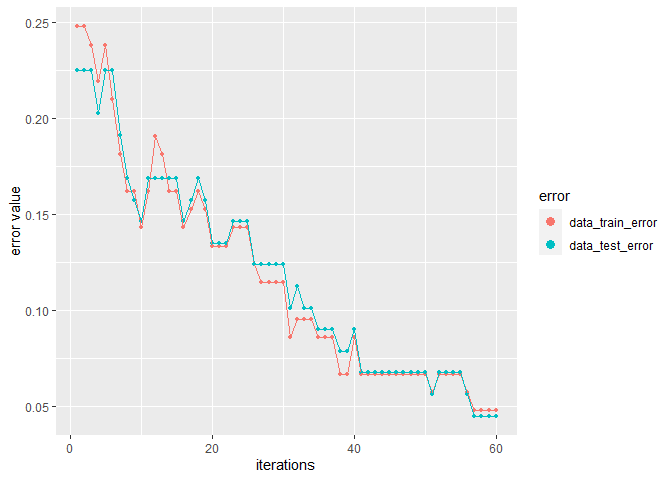 0.25
0.20
0.15
0.10
0.05
error value
0
20
40
60
iterations
error
data_train_error
data_test_error